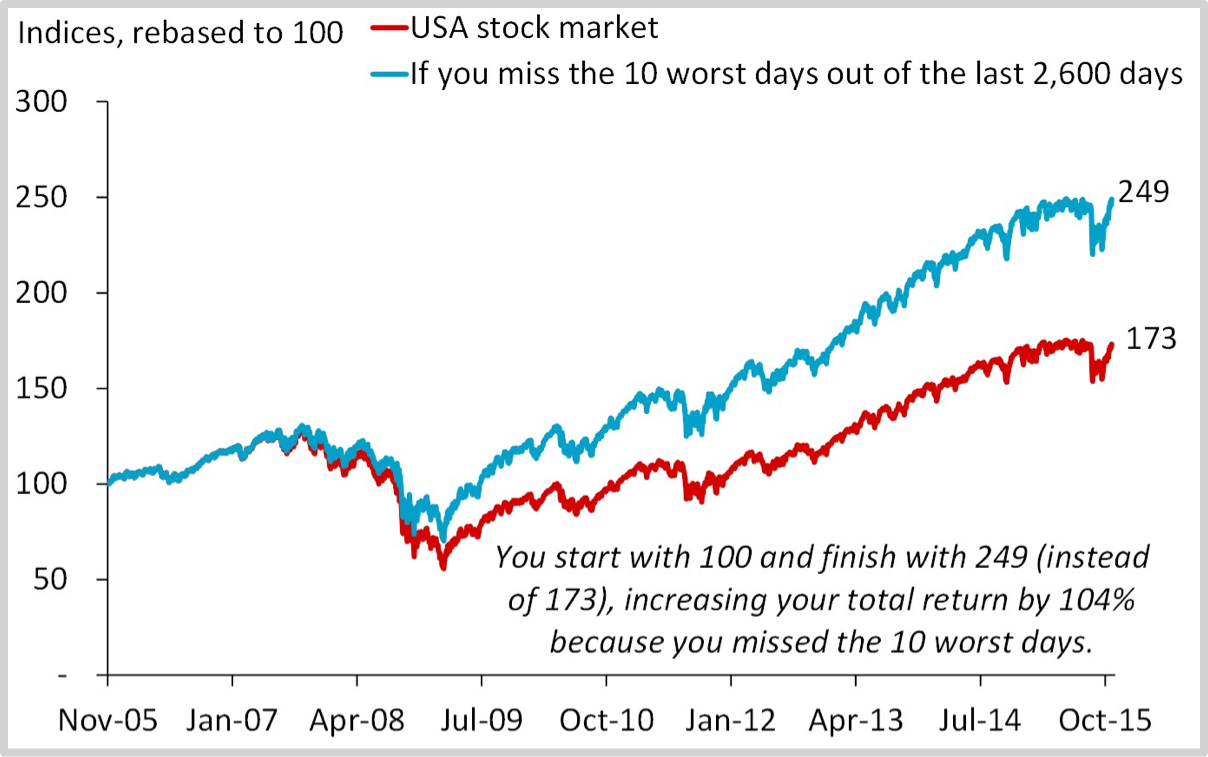 Indices, rebased to 100
USA stock market
If you miss the 10 worst days out of the last 2,600 days
300
250
200
150
100
50
-
249
173
You start with 100 and finish with 249 (instead
of 173), increasing your total return by 104%
because you missed the 10 worst days.
Nov-05 Jan-07 Apr-08 Jul-09 Oct-10 Jan-12 Apr-13 Jul-14 Oct-15